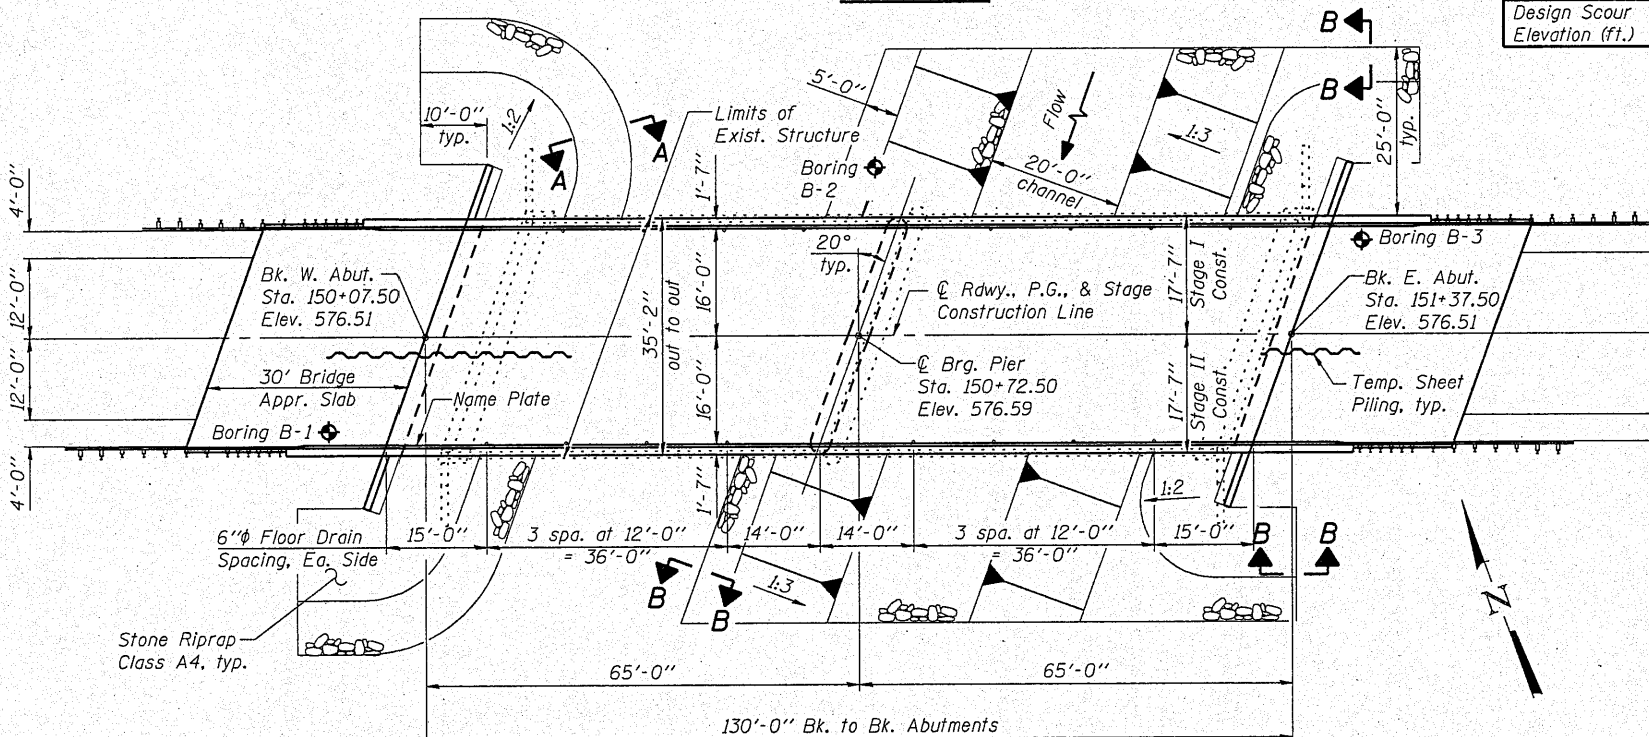 Design Scour
Elevation (ft.)
B
B
5'-0"
Flow
1:3
25'-0"
typ.
10'-0"
typ.
1:2
A
A
Limits of
Exist. Structure
Boring
B-2
20'-0"
channel
1'-7"
4'-0"
12'-0"
12'-0"
4'-0"
Bk. W. Abut.
Sta. 150+07.50
Elev. 576.51
30' Bridge
Appr. Slab
Name Plate
Boring B-1
35'-2"
out to out
16'-0"
16'-0"
20°
typ.
℄ Rdwy., P.G., & Stage
Construction Line
℄ Brg. Pier
Sta. 150+72.50
Elev. 576.59
17'-7"
Stage I
Const.
17'-7"
Stage II
Const.
Boring B-3
Bk. E. Abut.
Sta. 151+37.50
Elev. 576.51
Temp. Sheet
Piling, typ.
1'-7"
1:2
6"ϕ Floor Drain
Spacing, Ea. Side
15'-0"
3 spa. at 12'-0"
= 36'-0"
14'-0"
14'-0"
3 spa. at 12'-0"
= 36'-0"
15'-0"
B
B
B
B
1:3
Stone Riprap
Class A4, typ.
N
65'-0"
65'-0"
130'-0" Bk. to Bk. Abutments